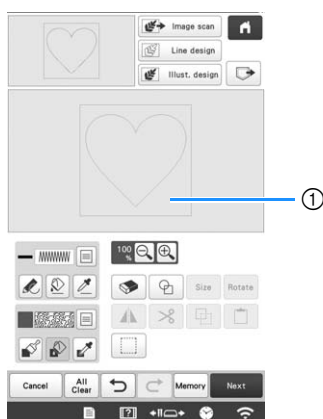 Image scan
Line design
Illust. design
①
100 %
Size Rotate
Cancel All Clear Memory Next
?